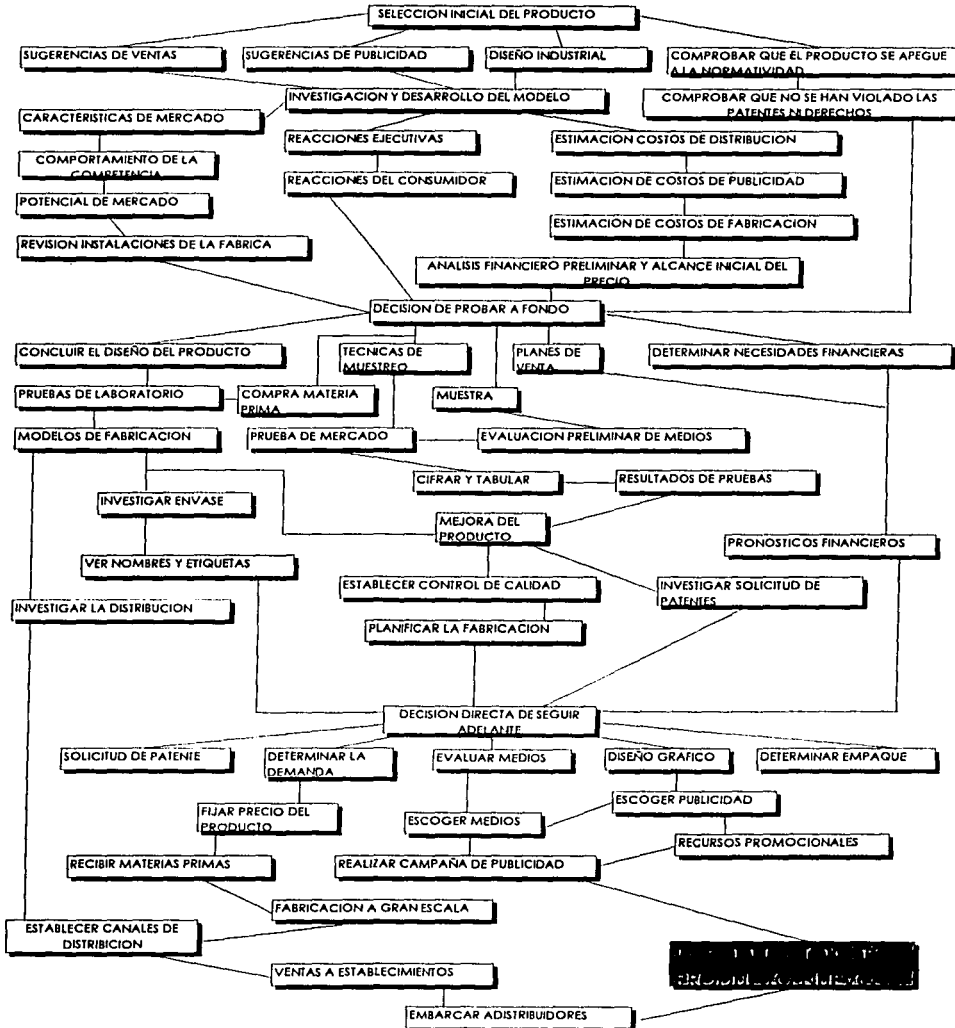 SELECCION INICIAL DEL PRODUCTO
SUGERENCIAS DE VENTAS
SUGERENCIAS DE PUBLICIDAD
DISEÑO INDUSTRIAL
COMPROBAR QUE EL PRODUCTO SE APEGUE
A LA NORMATIVIDAD
INVESTIGACION Y DESARROLLO DEL MODELO
COMPROBAR QUE NO SE HAN VIOLADO LAS
PATENTES NI DERECHOS
CARACTERISTICAS DE MERCADO
REACCIONES EJECUTIVAS
ESTIMACION COSTOS DE DISTRIBUCION
COMPORTAMIENTO DE LA
COMPETENCIA
REACCIONES DEL CONSUMIDOR
ESTIMACION DE COSTOS DE PUBLICIDAD
POTENCIAL DE MERCADO
ESTIMACION DE COSTOS DE FABRICACION
REVISION INSTALACIONES DE LA FABRICA
ANALISIS FINANCIERO PRELIMINAR Y ALCANCE INICIAL DEL
PRECIO
DECISION DE PROBAR A FONDO
CONCLUIR EL DISEÑO DEL PRODUCTO
TECNICAS DE
MUESTREO
PLANES DE
VENTA
DETERMINAR NECESIDADES FINANCIERAS
PRUEBAS DE LABORATORIO
COMPRA MATERIA
PRIMA
MUESTRA
MODELOS DE FABRICACION
PRUEBA DE MERCADO
EVALUACION PRELIMINAR DE MEDIOS
CIFRAR Y TABULAR
RESULTADOS DE PRUEBAS
INVESTIGAR ENVASE
MEJORA DEL
PRODUCTO
PRONOSTICOS FINANCIEROS
VER NOMBRES Y ETIQUETAS
ESTABLECER CONTROL DE CALIDAD
INVESTIGAR SOLICITUD DE
PATENTES
INVESTIGAR LA DISTRIBUCION
PLANIFICAR LA FABRICACION
DECISION DIRECTA DE SEGUIR
ADELANTE
SOLICITUD DE PATENTE
DETERMINAR LA
DEMANDA
EVALUAR MEDIOS
DISEÑO GRAFICO
DETERMINAR EMPAQUE
FIJAR PRECIO DEL
PRODUCTO
ESCOGER MEDIOS
ESCOGER PUBLICIDAD
RECIBIR MATERIAS PRIMAS
REALIZAR CAMPAÑA DE PUBLICIDAD
RECURSOS PROMOCIONALES
FABRICACION A GRAN ESCALA
ESTABLECER CANALES DE
DISTRIBICION
VENTAS A ESTABLECIMIENTOS
EMBARCAR ADISTRIBUIDORES